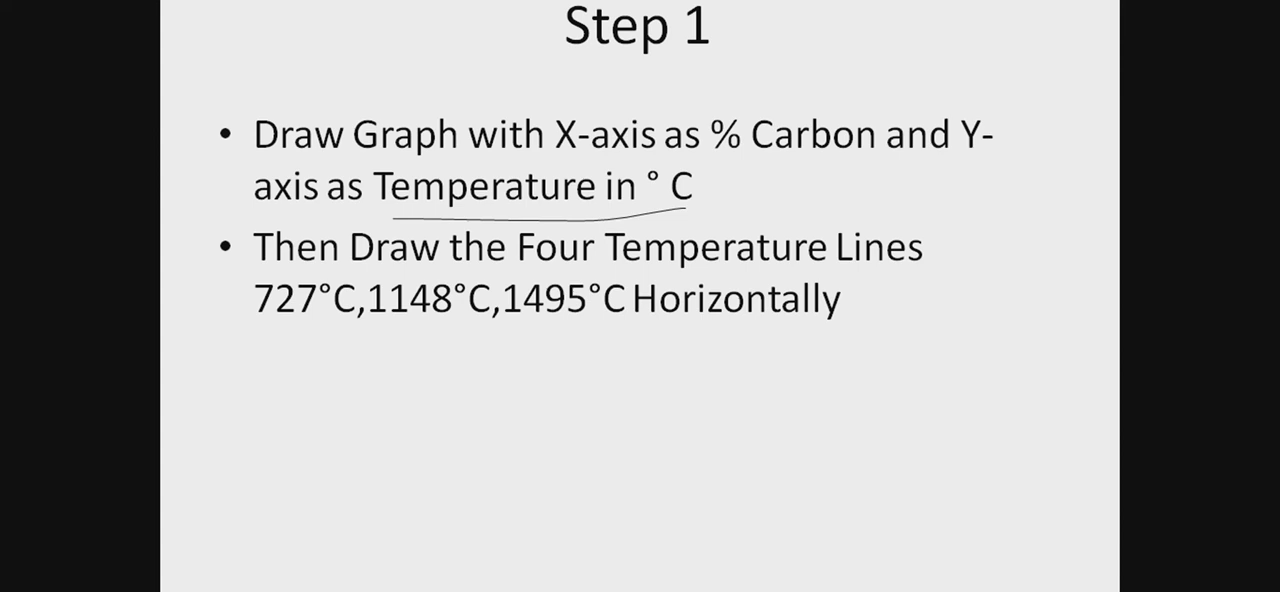 Step 1
• Draw Graph with X-axis as % Carbon and Y-
axis as Temperature in ° C
• Then Draw the Four Temperature Lines
727°C,1148°C,1495°C Horizontally